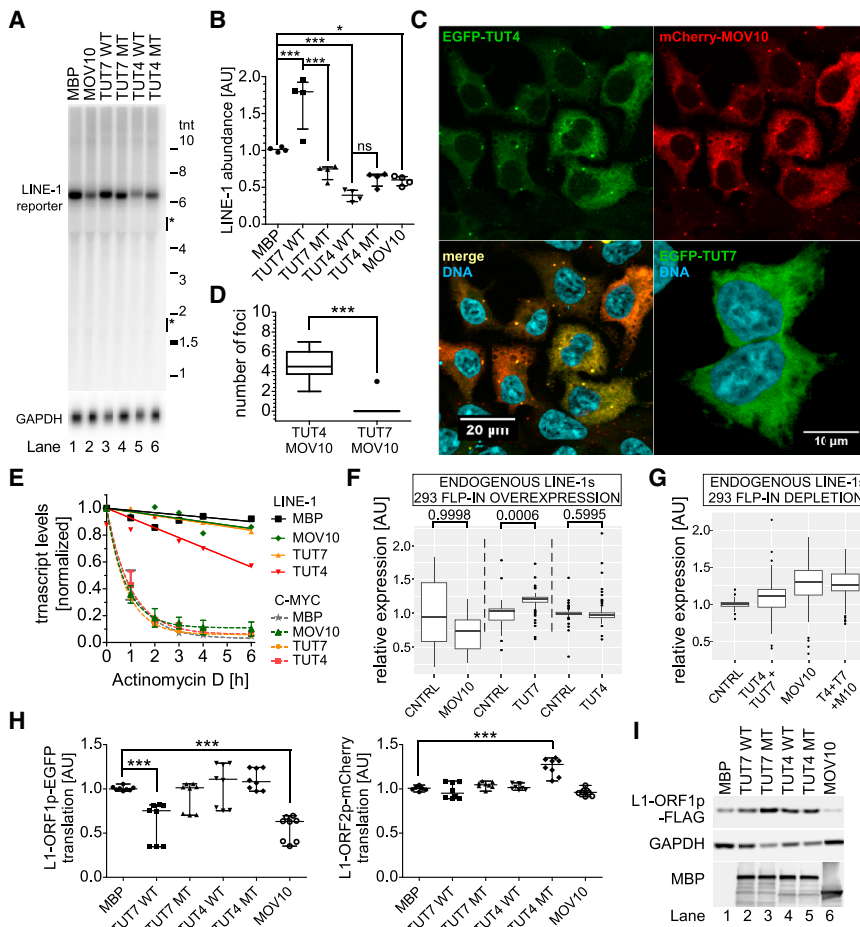 A
MBP
MOV10
TUT7 WT
TUT7 MT
TUT4 WT
TUT4 MT
tnt
10
8
6
*
4
3
2
*
1.5
1
LINE-1
reporter
GAPDH
Lane 1 2 3 4 5 6
B
LINE-1 abundance [AU]
2.5
2.0
1.5
1.0
0.5
0.0
*
***
***
***
ns
MBP
TUT7 WT
TUT7 MT
TUT4 WT
TUT4 MT
MOV10
C
EGFP-TUT4
mCherry-MOV10
merge
DNA
20 µm
EGFP-TUT7
DNA
10 µm
D
number of foci
10
8
6
4
2
0
***
TUT4
MOV10
TUT7
MOV10
E
trnascript levels
[normalized]
1.0
0.8
0.6
0.4
0.2
0.0
0 1 2 3 4 5 6
Actinomycin D [h]
LINE-1
MBP
MOV10
TUT7
TUT4
C-MYC
MBP
MOV10
TUT7
TUT4
F
ENDOGENOUS LINE-1s
293 FLP-IN OVEREXPRESSION
0.9998 0.0006 0.5995
relative expression [AU]
2.0
1.5
1.0
0.5
CNTRL
MOV10
CNTRL
TUT7
CNTRL
TUT4
G
ENDOGENOUS LINE-1s
293 FLP-IN DEPLETION
relative expression [AU]
2.0
1.5
1.0
0.5
CNTRL
TUT4 +
TUT7
MOV10
T4+T7
+M10
H
L1-ORF1p-EGFP
translation [AU]
1.5
1.0
0.5
0.0
***
***
MBP
TUT7 WT
TUT7 MT
TUT4 WT
TUT4 MT
MOV10
L1-ORF2p-mCherry
translation [AU]
1.5
1.0
0.5
0.0
***
MBP
TUT7 WT
TUT7 MT
TUT4 WT
TUT4 MT
MOV10
I
MBP
TUT7 WT
TUT7 MT
TUT4 WT
TUT4 MT
MOV10
L1-ORF1p
-FLAG
GAPDH
MBP
Lane 1 2 3 4 5 6